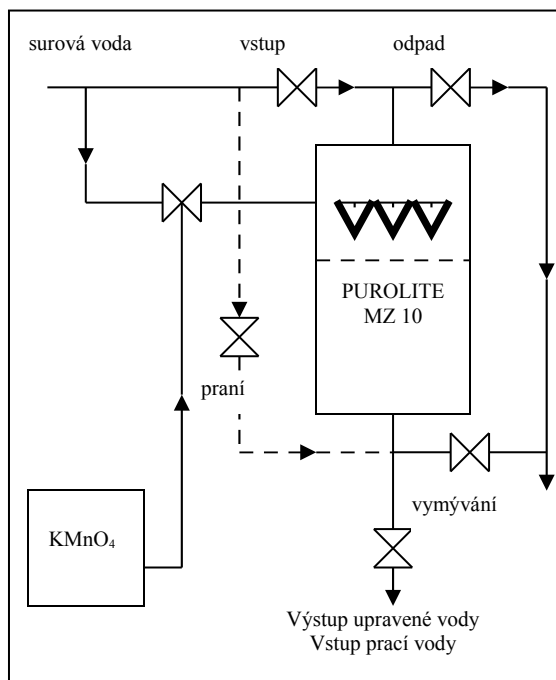 surová voda
vstup
odpad
PUROLITE
MZ 10
praní
vymývání
KMnO₄
Výstup upravené vody
Vstup prací vody